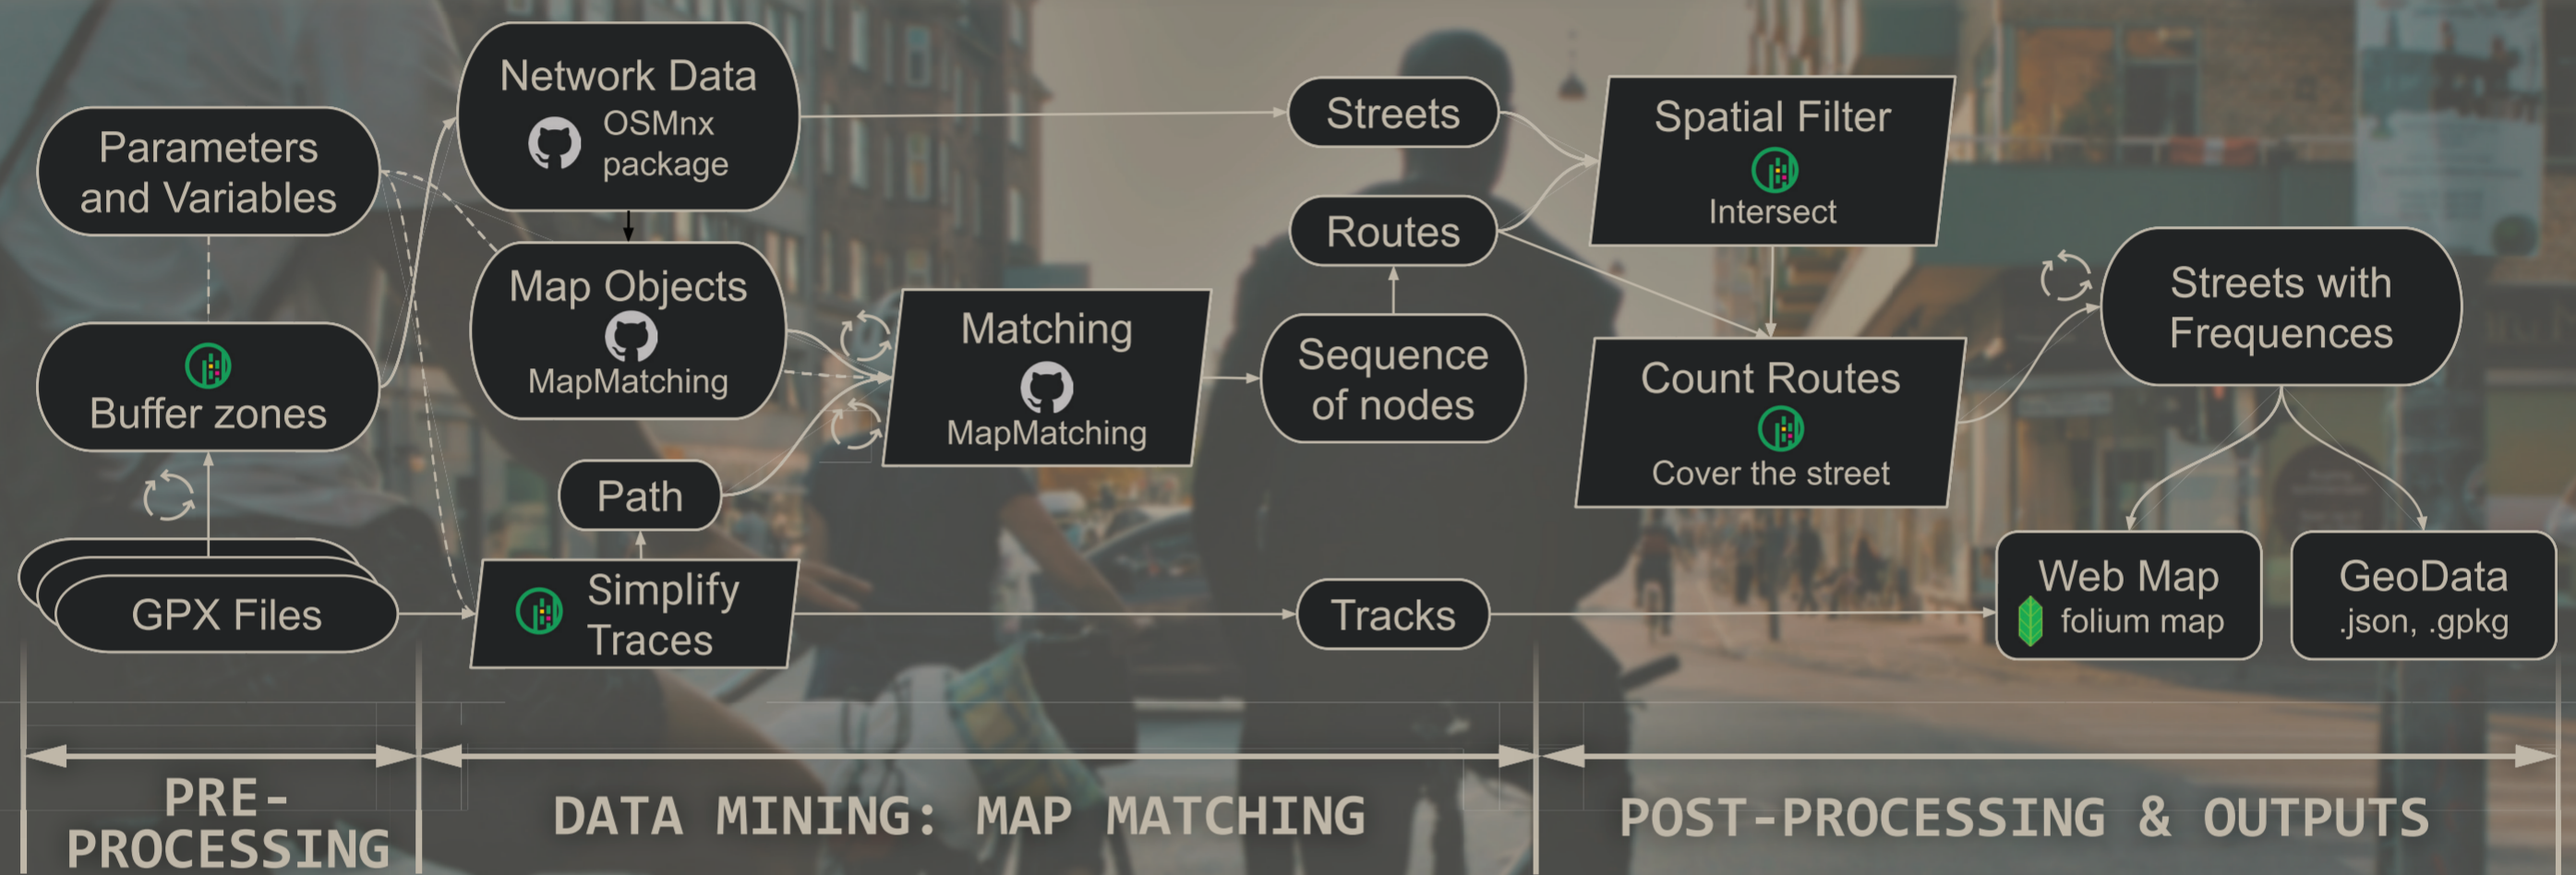 Parameters
and Variables
Buffer zones
GPX Files
Network Data
OSMnx
package
Map Objects
MapMatching
Path
Simplify
Traces
Matching
MapMatching
Streets
Routes
Sequence
of nodes
Tracks
Spatial Filter
Intersect
Count Routes
Cover the street
Streets with
Frequences
Web Map
folium map
GeoData
.json, .gpkg
PRE-
PROCESSING
DATA MINING: MAP MATCHING
POST-PROCESSING & OUTPUTS